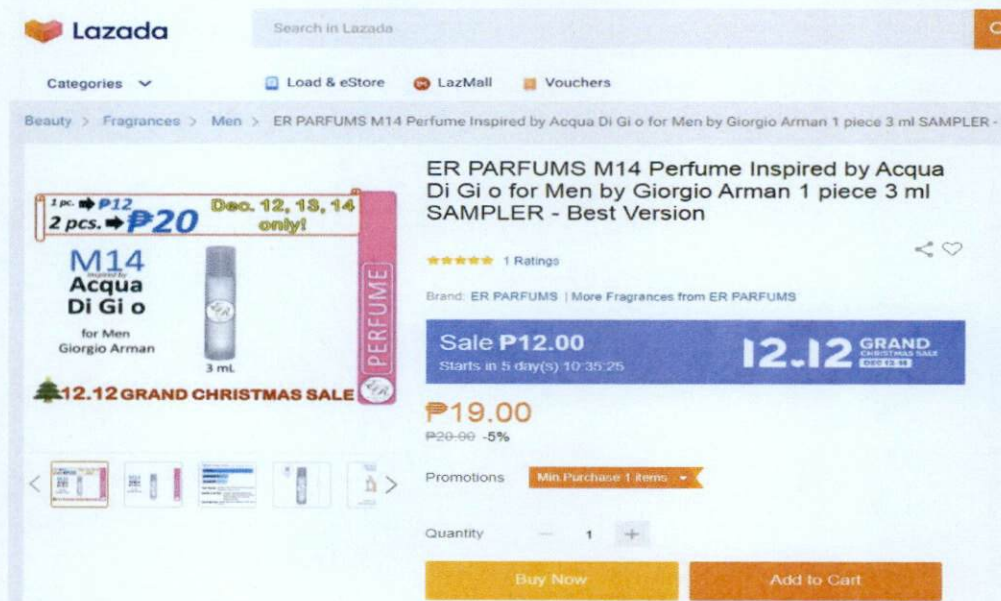 Lazada
Search in Lazada
Categories
Load & eStore
LazMall
Vouchers
Beauty > Fragrances > Men > ER PARFUMS M14 Perfume Inspired by Acqua Di Gi o for Men by Giorgio Arman 1 piece 3 ml SAMPLER -
1 pc. ➡ ₱12
2 pcs. ➡ ₱20
Dec. 12, 13, 14
only!
M14
Inspired by
Acqua
Di Gi o
for Men
Giorgio Arman
3 mL
PERFUME
12.12 GRAND CHRISTMAS SALE
ER PARFUMS M14 Perfume Inspired by Acqua
Di Gi o for Men by Giorgio Arman 1 piece 3 ml
SAMPLER - Best Version
1 Ratings
Brand: ER PARFUMS | More Fragrances from ER PARFUMS
Sale ₱12.00
Starts in 5 day(s) 10:35:25
12.12 GRAND
CHRISTMAS SALE
DEC 12-14
₱19.00
₱20.00 -5%
Promotions
Min.Purchase 1 items
Quantity
1
Buy Now
Add to Cart